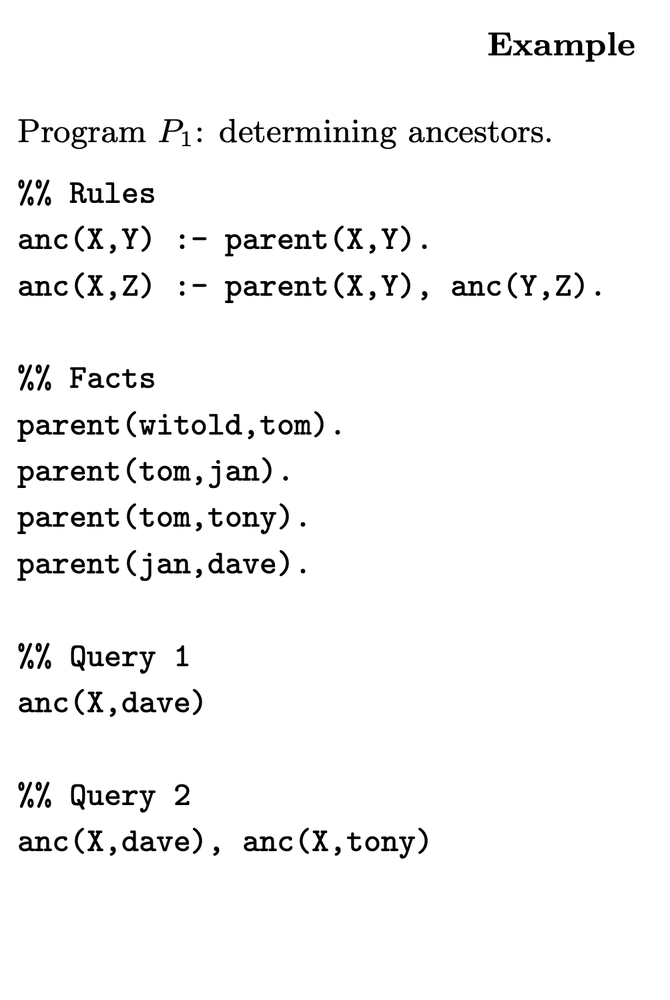 Example
Program P₁: determining ancestors.
%% Rules
anc(X,Y) :- parent(X,Y).
anc(X,Z) :- parent(X,Y), anc(Y,Z).
%% Facts
parent(witold,tom).
parent(tom,jan).
parent(tom,tony).
parent(jan,dave).
%% Query 1
anc(X,dave)
%% Query 2
anc(X,dave), anc(X,tony)